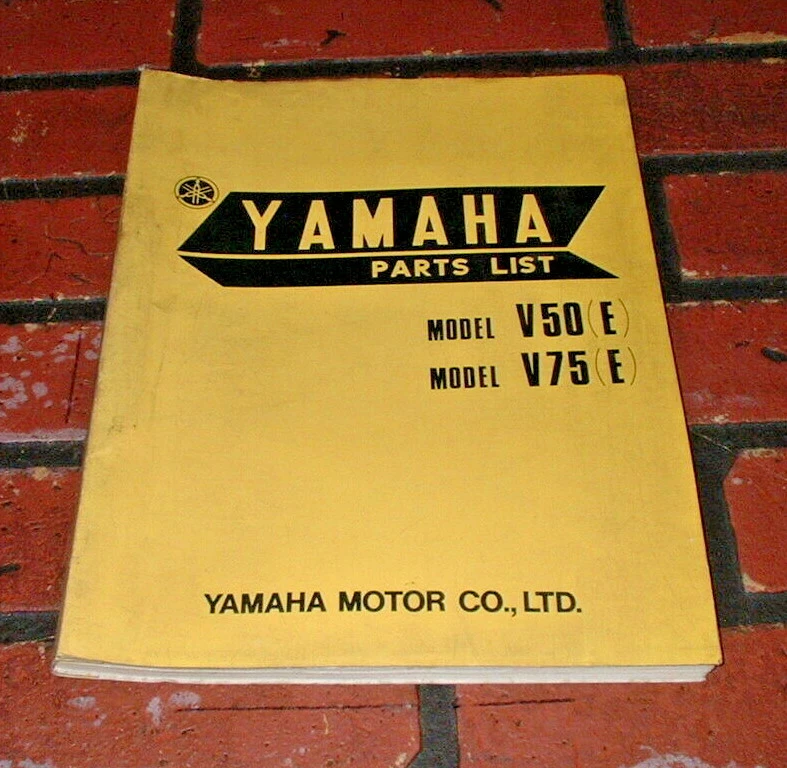 YAMAHA
PARTS LIST
MODEL V50(E)
MODEL V75(E)
YAMAHA MOTOR CO., LTD.